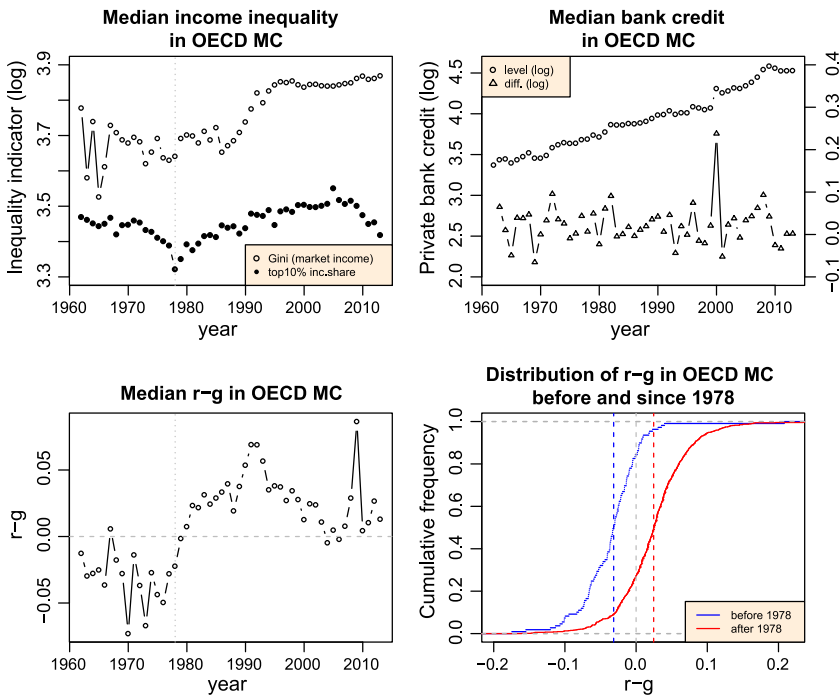 Median income inequality
in OECD MC
Inequality indicator (log)
3.9
3.7
3.5
3.3
Gini (market income)
top10% inc.share
1960 1970 1980 1990 2000 2010
year
Median bank credit
in OECD MC
Private bank credit (log)
4.5
4.0
3.5
3.0
2.5
2.0
level (log)
diff. (log)
0.4
0.3
0.2
0.1
0.0
−0.1
1960 1970 1980 1990 2000 2010
year
Median r−g in OECD MC
r−g
0.05
0.00
−0.05
1960 1970 1980 1990 2000 2010
year
Distribution of r−g in OECD MC
before and since 1978
Cumulative frequency
1.0
0.8
0.6
0.4
0.2
0.0
before 1978
after 1978
−0.2 −0.1 0.0 0.1 0.2
r−g